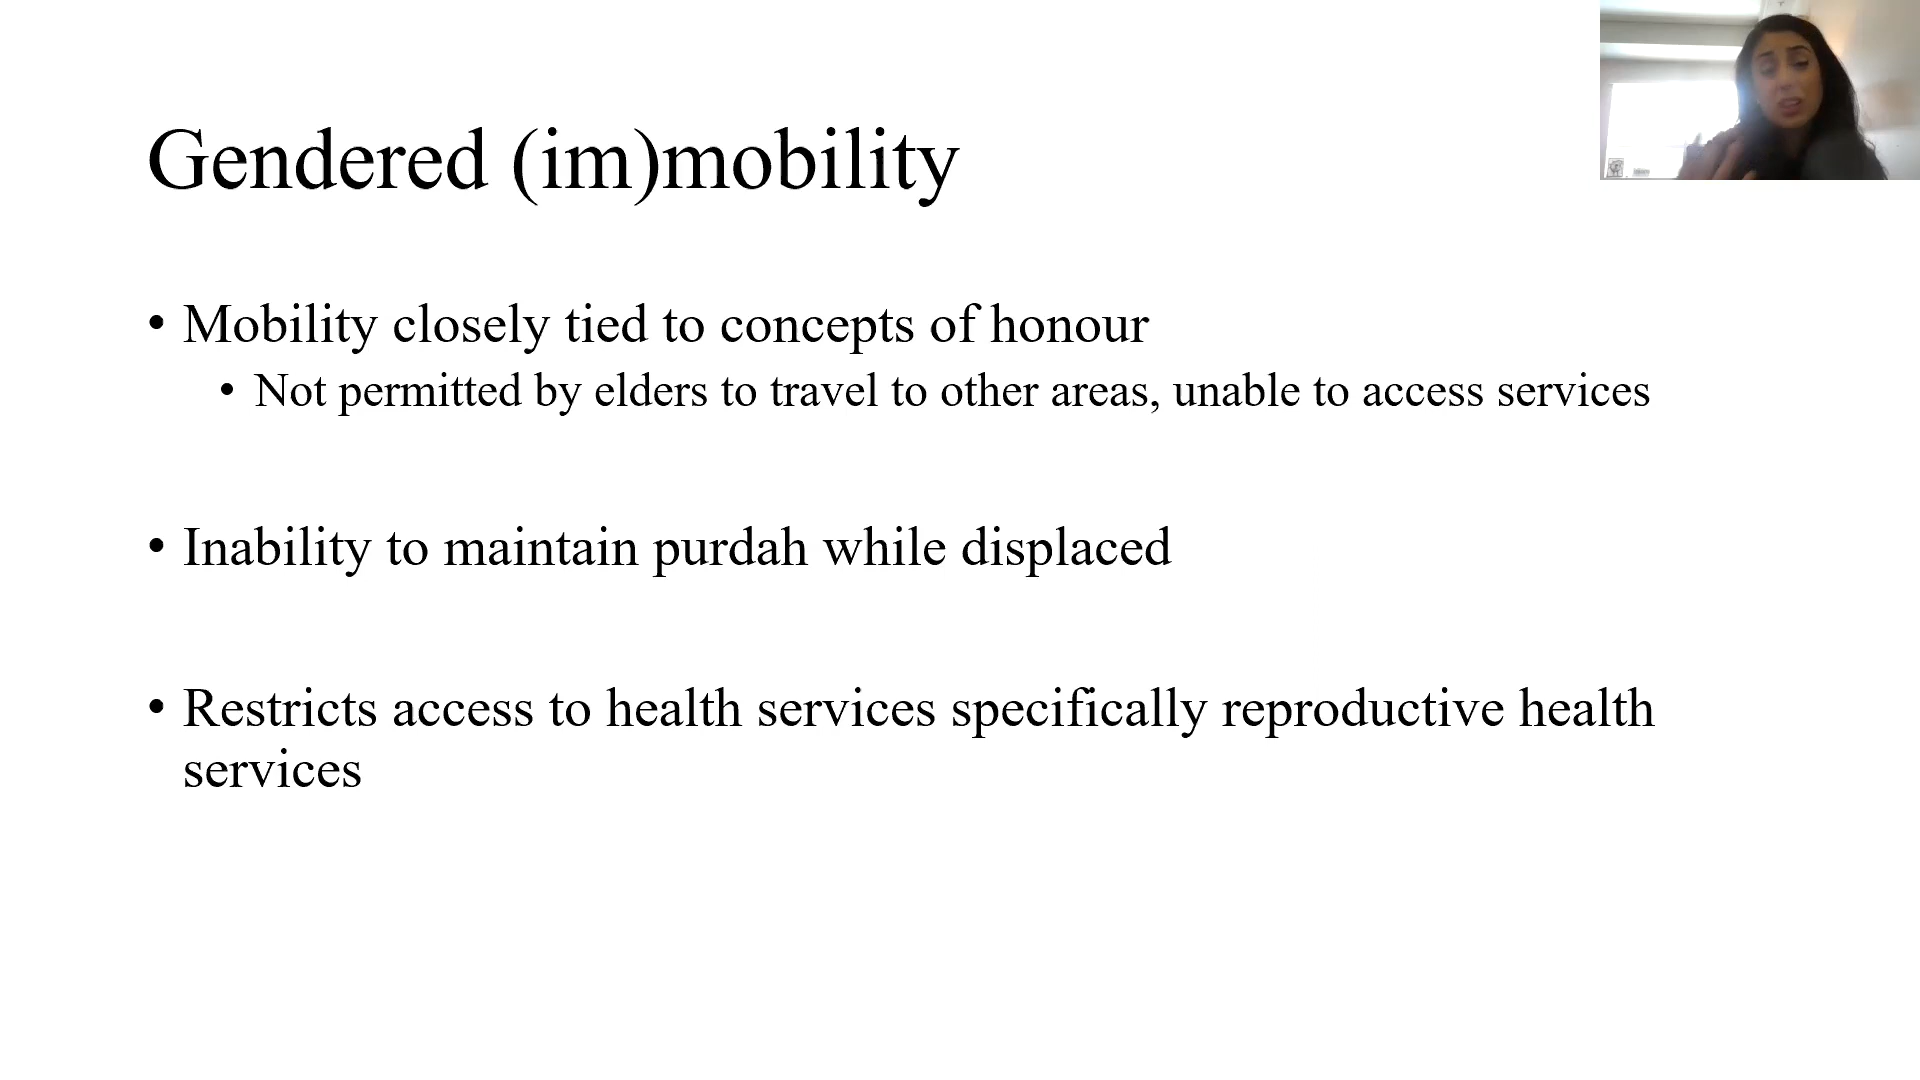 Gendered (im)mobility
• Mobility closely tied to concepts of honour
• Not permitted by elders to travel to other areas, unable to access services
• Inability to maintain purdah while displaced
• Restricts access to health services specifically reproductive health
services